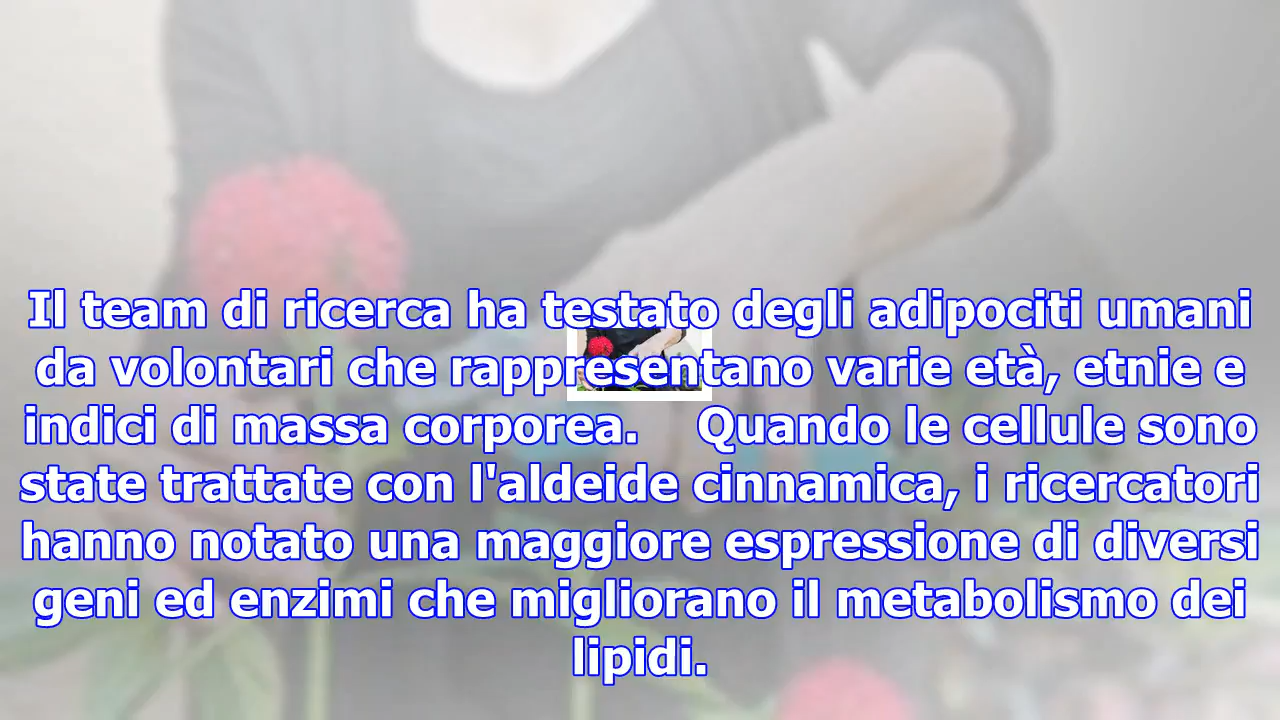 Il team di ricerca ha testato degli adipociti umani
da volontari che rappresentano varie età, etnie e
indici di massa corporea.    Quando le cellule sono
state trattate con l'aldeide cinnamica, i ricercatori
hanno notato una maggiore espressione di diversi
geni ed enzimi che migliorano il metabolismo dei
lipidi.